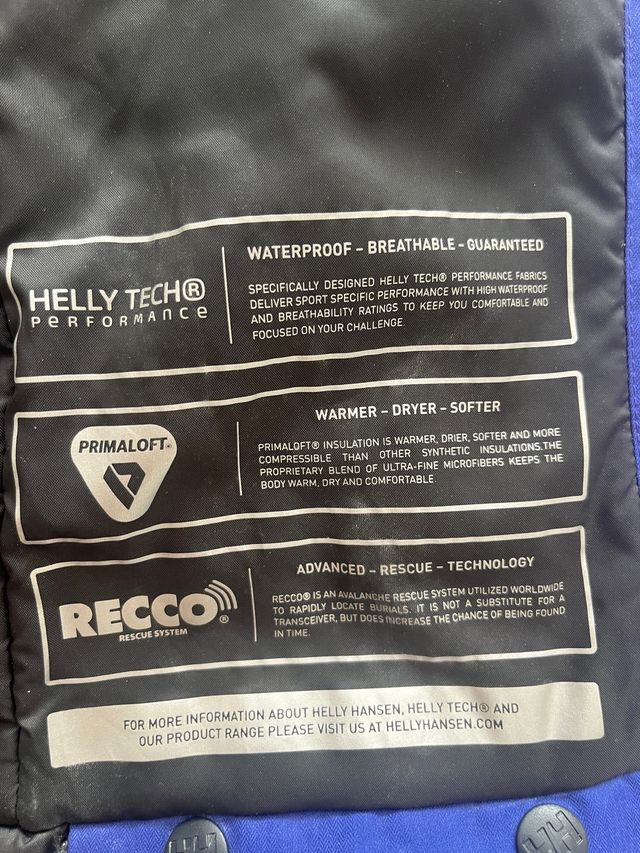 HELLY TECH®
PERFORMANCE
WATERPROOF – BREATHABLE – GUARANTEED
SPECIFICALLY DESIGNED HELLY TECH® PERFORMANCE FABRICS
DELIVER SPORT SPECIFIC PERFORMANCE WITH HIGH WATERPROOF
AND BREATHABILITY RATINGS TO KEEP YOU COMFORTABLE AND
FOCUSED ON YOUR CHALLENGE.
PRIMALOFT®
WARMER – DRYER – SOFTER
PRIMALOFT® INSULATION IS WARMER, DRIER, SOFTER AND MORE
COMPRESSIBLE THAN OTHER SYNTHETIC INSULATIONS.THE
PROPRIETARY BLEND OF ULTRA-FINE MICROFIBERS KEEPS THE
BODY WARM, DRY AND COMFORTABLE.
RECCO®
RESCUE SYSTEM
ADVANCED – RESCUE – TECHNOLOGY
RECCO® IS AN AVALANCHE RESCUE SYSTEM UTILIZED WORLDWIDE
TO RAPIDLY LOCATE BURIALS. IT IS NOT A SUBSTITUTE FOR A
TRANSCEIVER, BUT DOES INCREASE THE CHANCE OF BEING FOUND
IN TIME.
FOR MORE INFORMATION ABOUT HELLY HANSEN, HELLY TECH® AND
OUR PRODUCT RANGE PLEASE VISIT US AT HELLYHANSEN.COM
HH
HH